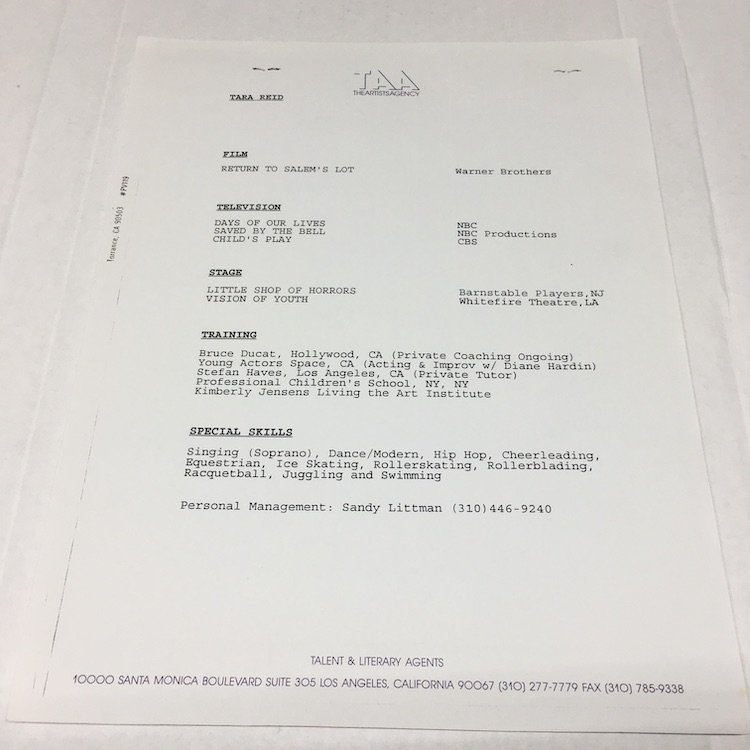 TAA
THEARTISTSAGENCY
TARA REID
FILM
RETURN TO SALEM'S LOT Warner Brothers
TELEVISION
DAYS OF OUR LIVES NBC
SAVED BY THE BELL NBC Productions
CHILD'S PLAY CBS
STAGE
LITTLE SHOP OF HORRORS Barnstable Players,NJ
VISION OF YOUTH Whitefire Theatre,LA
TRAINING
Bruce Ducat, Hollywood, CA (Private Coaching Ongoing)
Young Actors Space, CA (Acting & Improv w/ Diane Hardin)
Stefan Haves, Los Angeles, CA (Private Tutor)
Professional Children's School, NY, NY
Kimberly Jensens Living the Art Institute
SPECIAL SKILLS
Singing (Soprano), Dance/Modern, Hip Hop, Cheerleading,
Equestrian, Ice Skating, Rollerskating, Rollerblading,
Racquetball, Juggling and Swimming
Personal Management: Sandy Littman (310)446-9240
TALENT & LITERARY AGENTS
10000 SANTA MONICA BOULEVARD SUITE 305 LOS ANGELES, CALIFORNIA 90067 (310) 277-7779 FAX (310) 785-9338
Torrance, CA 90503 #PV119